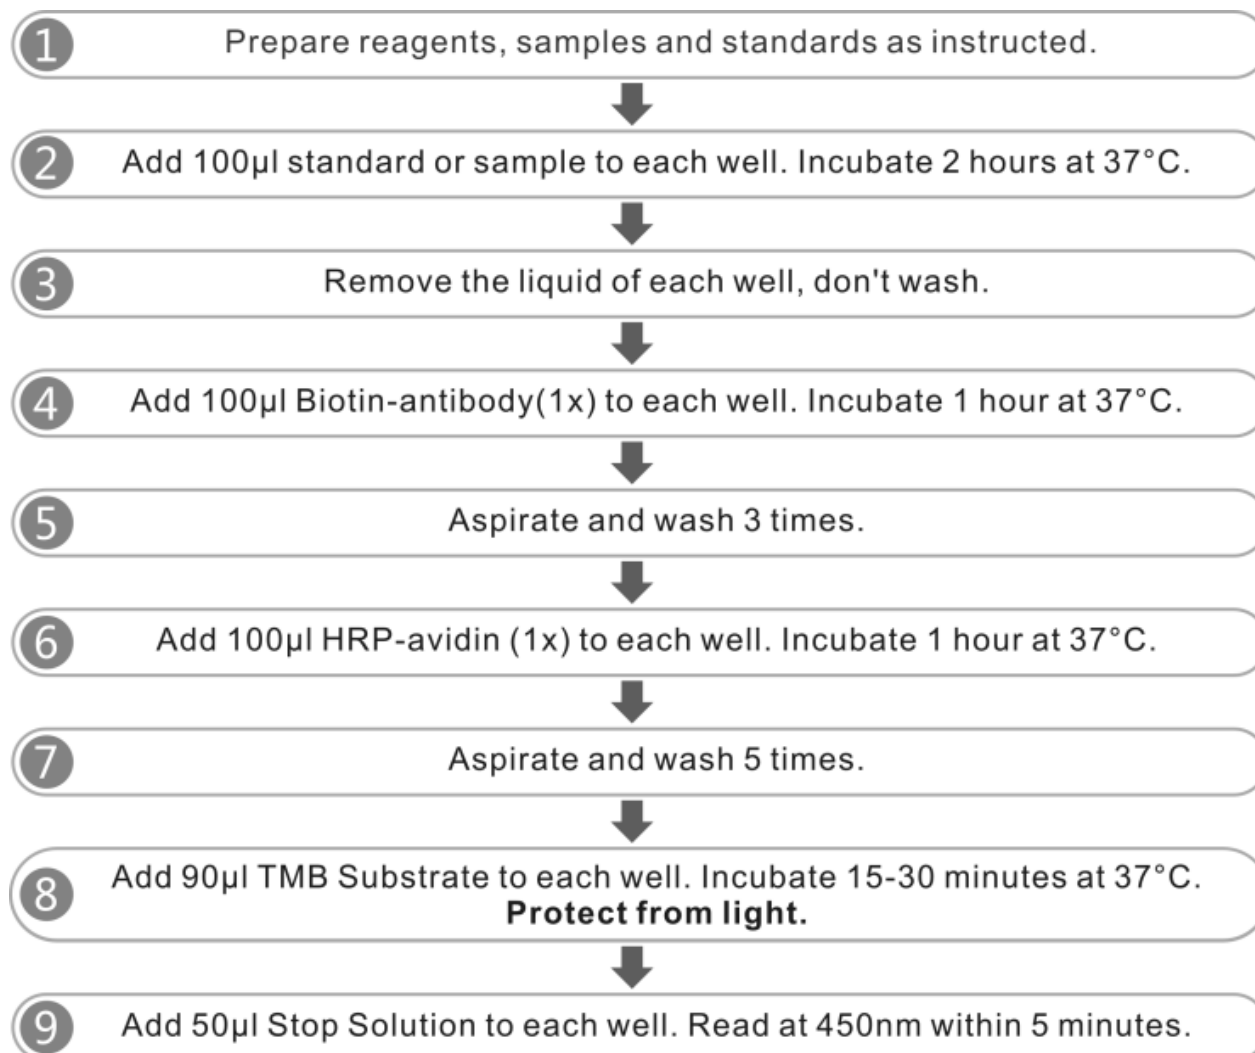 1 Prepare reagents, samples and standards as instructed.
2 Add 100µl standard or sample to each well. Incubate 2 hours at 37°C.
3 Remove the liquid of each well, don't wash.
4 Add 100µl Biotin-antibody(1x) to each well. Incubate 1 hour at 37°C.
5 Aspirate and wash 3 times.
6 Add 100µl HRP-avidin (1x) to each well. Incubate 1 hour at 37°C.
7 Aspirate and wash 5 times.
8 Add 90µl TMB Substrate to each well. Incubate 15-30 minutes at 37°C.
Protect from light.
9 Add 50µl Stop Solution to each well. Read at 450nm within 5 minutes.